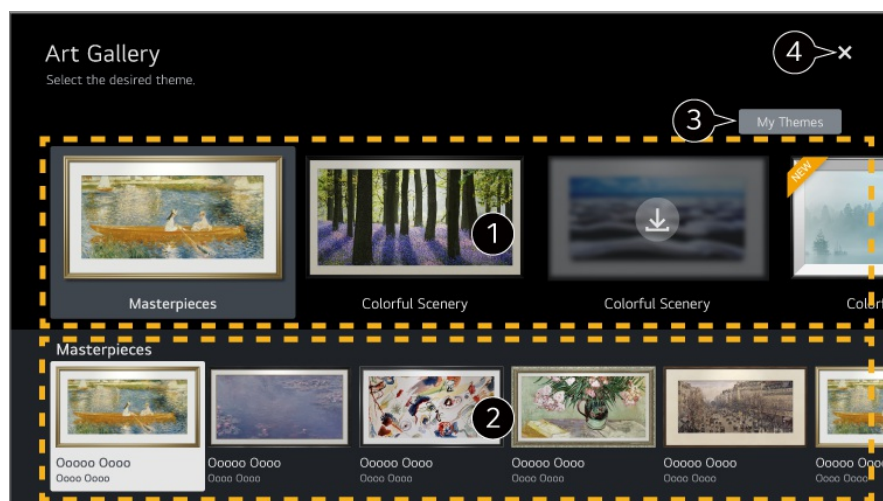 Art Gallery
Select the desired theme.
4
3
My Themes
NEW
1
Masterpieces
Colorful Scenery
Colorful Scenery
Color
Masterpieces
2
Ooooo Oooo
Ooooo Oooo
Ooooo Oooo
Ooooo Oooo
Ooooo Oooo
Ooooo Ooo
Oooo Oooo
Oooo Oooo
Oooo Oooo
Oooo Oooo
Oooo Oooo
Oooo Oooo